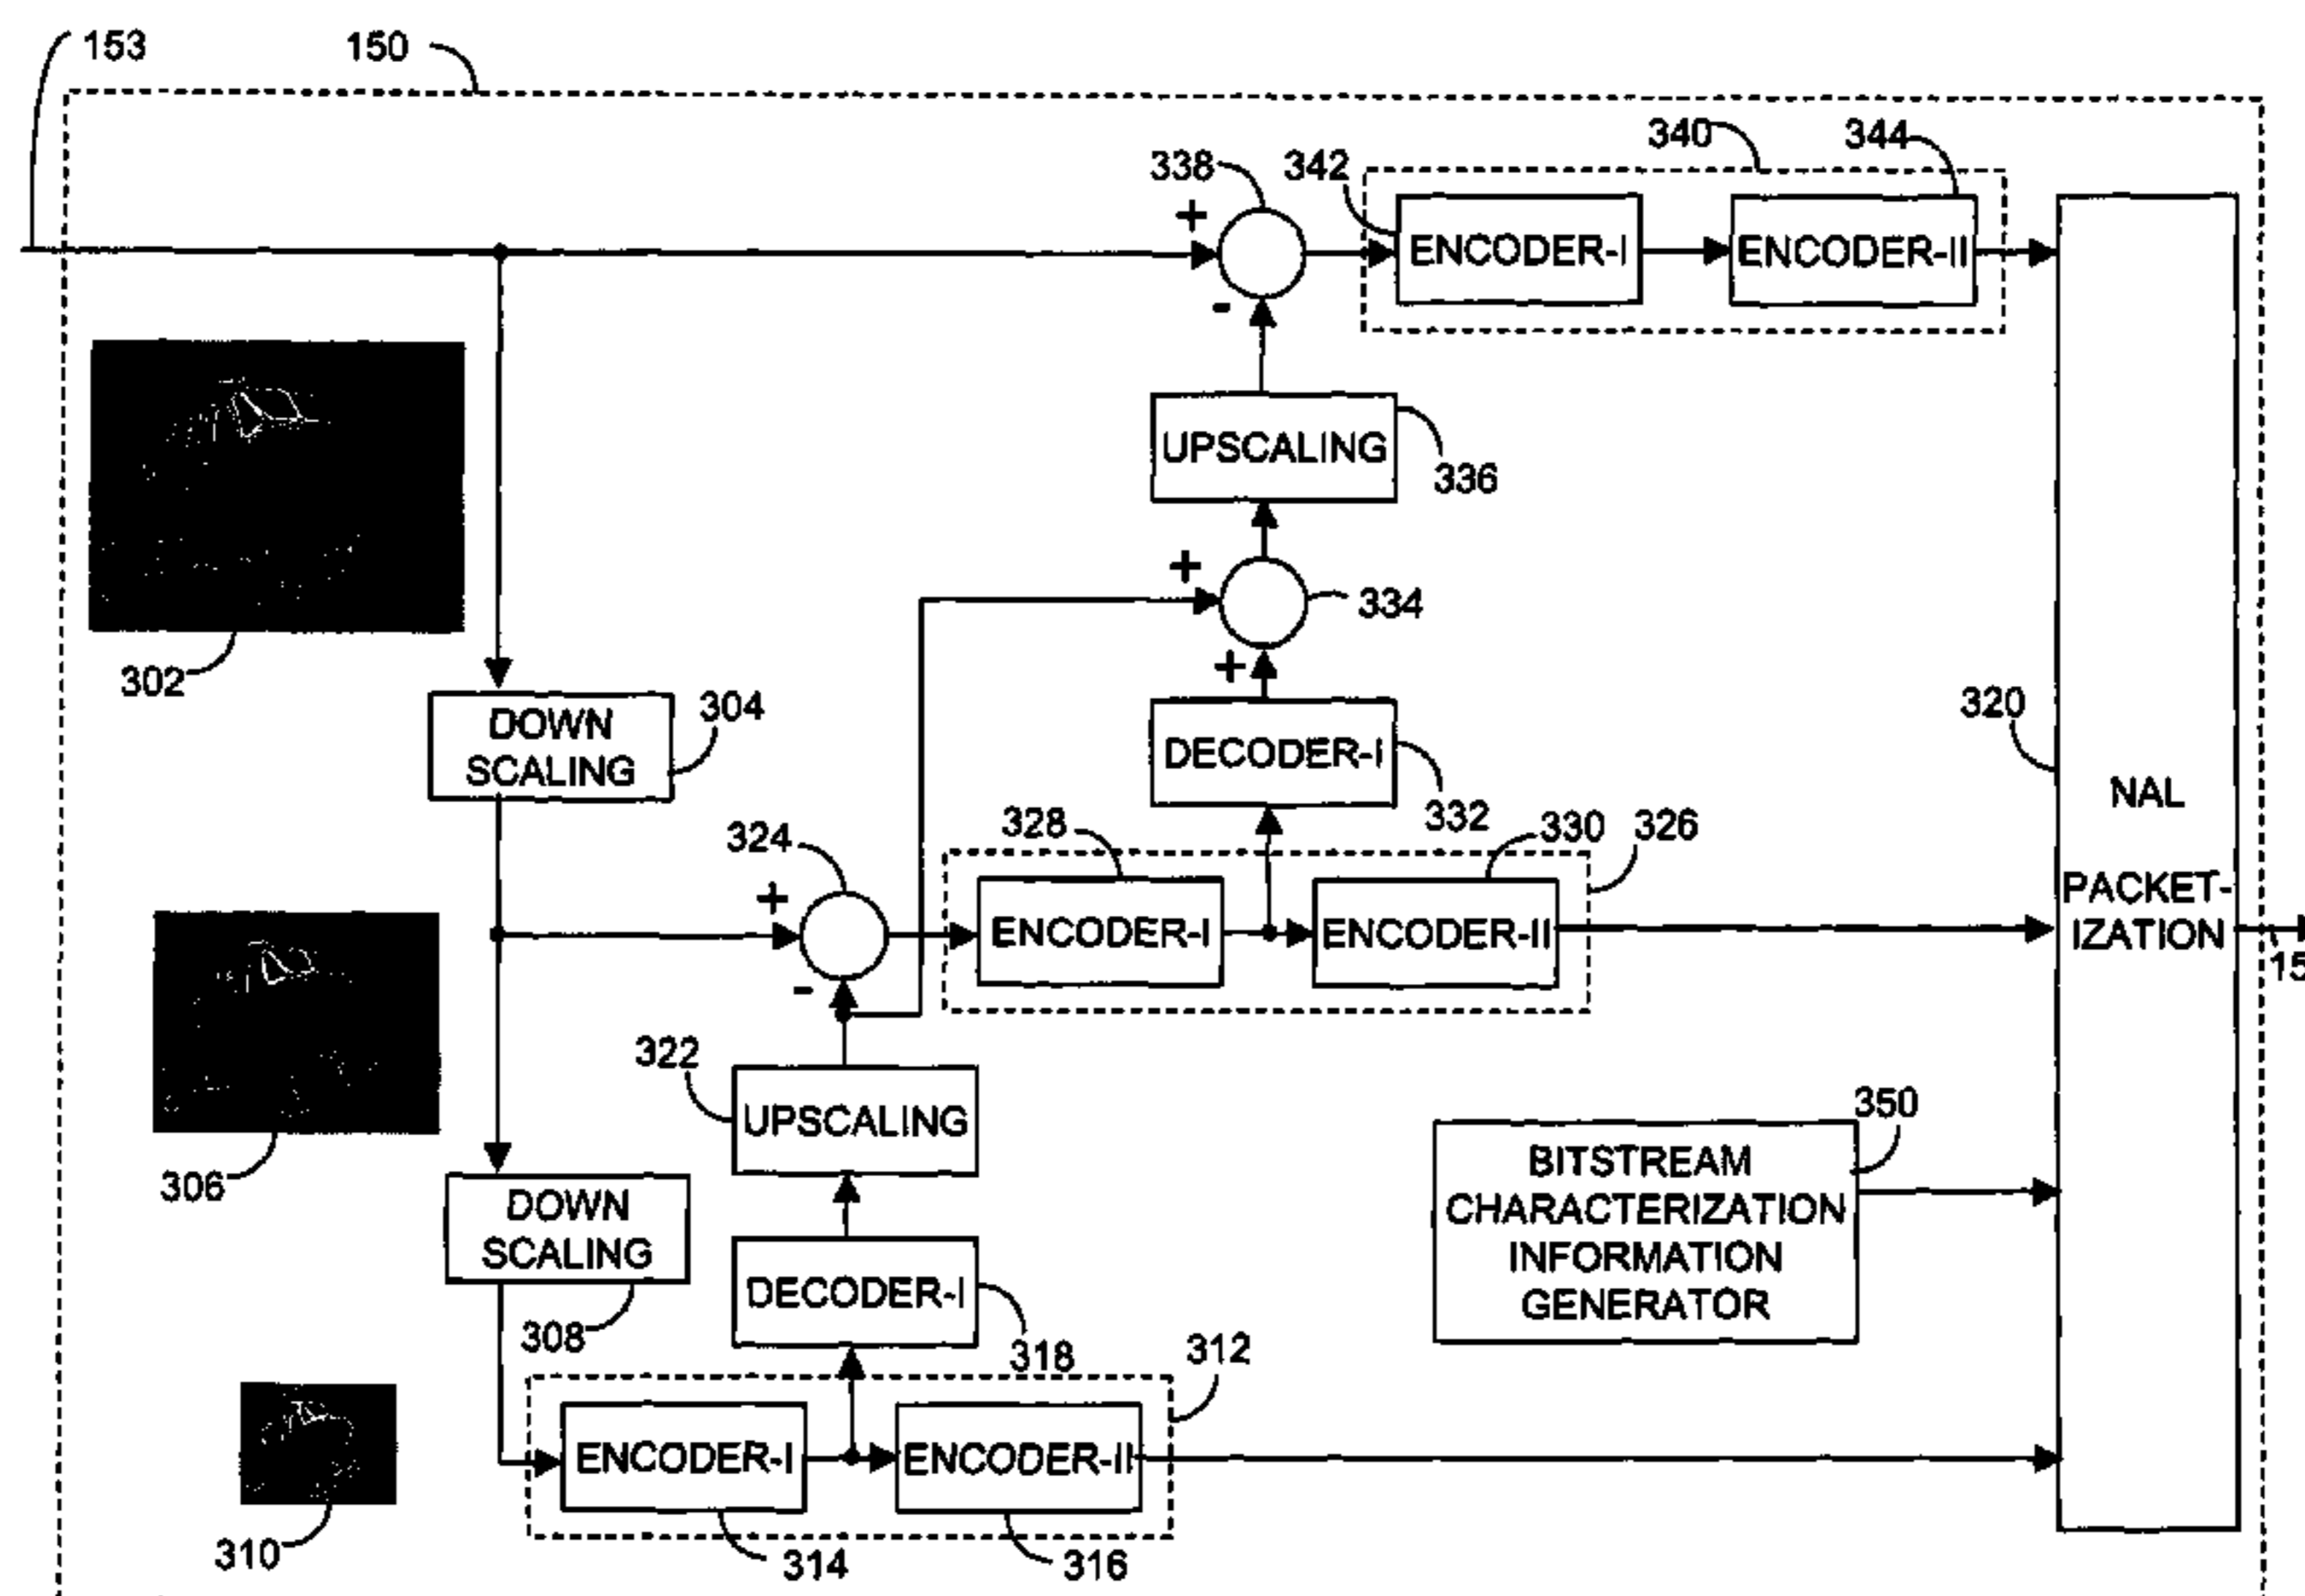 153
150
340
344
338
342
+
ENCODER-I
ENCODER-II
-
UPSCALING
336
+
334
302
+
304
DOWN
SCALING
320
DECODER-I
332
NAL
PACKET-
IZATION
324
328
330
326
+
ENCODER-I
ENCODER-II
-
322
UPSCALING
350
BITSTREAM
CHARACTERIZATION
INFORMATION
GENERATOR
306
DOWN
SCALING
308
DECODER-I
318
312
ENCODER-I
ENCODER-II
310
314
316